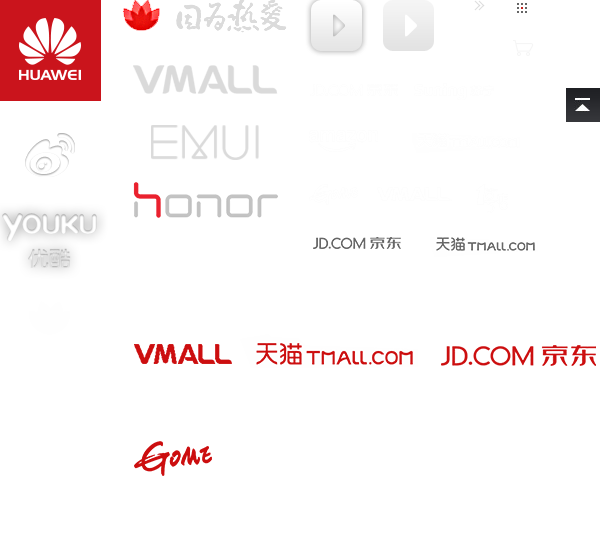 因为热爱
HUAWEI
VMALL
EMUI
honor
YOUKU
优酷
JD.COM 京东
天猫 TMALL.COM
VMALL
天猫 TMALL.COM
JD.COM 京东
GOME